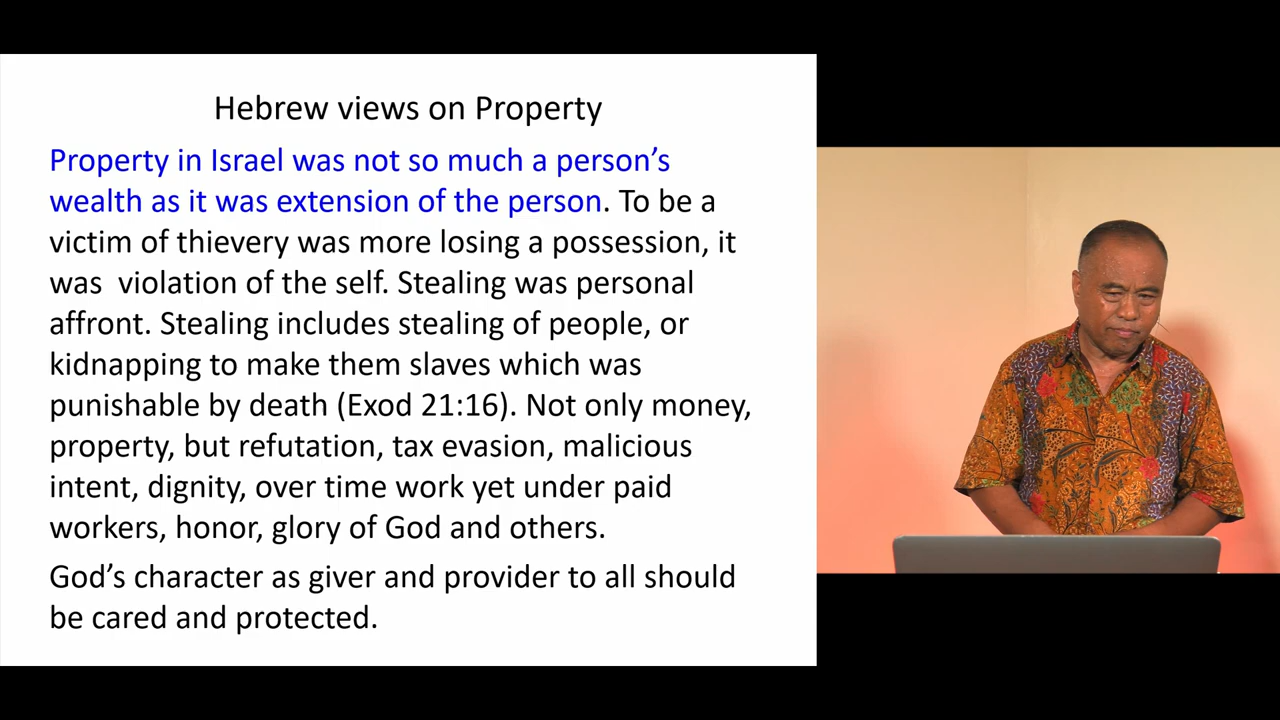 Hebrew views on Property
Property in Israel was not so much a person’s
wealth as it was extension of the person. To be a
victim of thievery was more losing a possession, it
was  violation of the self. Stealing was personal
affront. Stealing includes stealing of people, or
kidnapping to make them slaves which was
punishable by death (Exod 21:16). Not only money,
property, but refutation, tax evasion, malicious
intent, dignity, over time work yet under paid
workers, honor, glory of God and others.
God’s character as giver and provider to all should
be cared and protected.